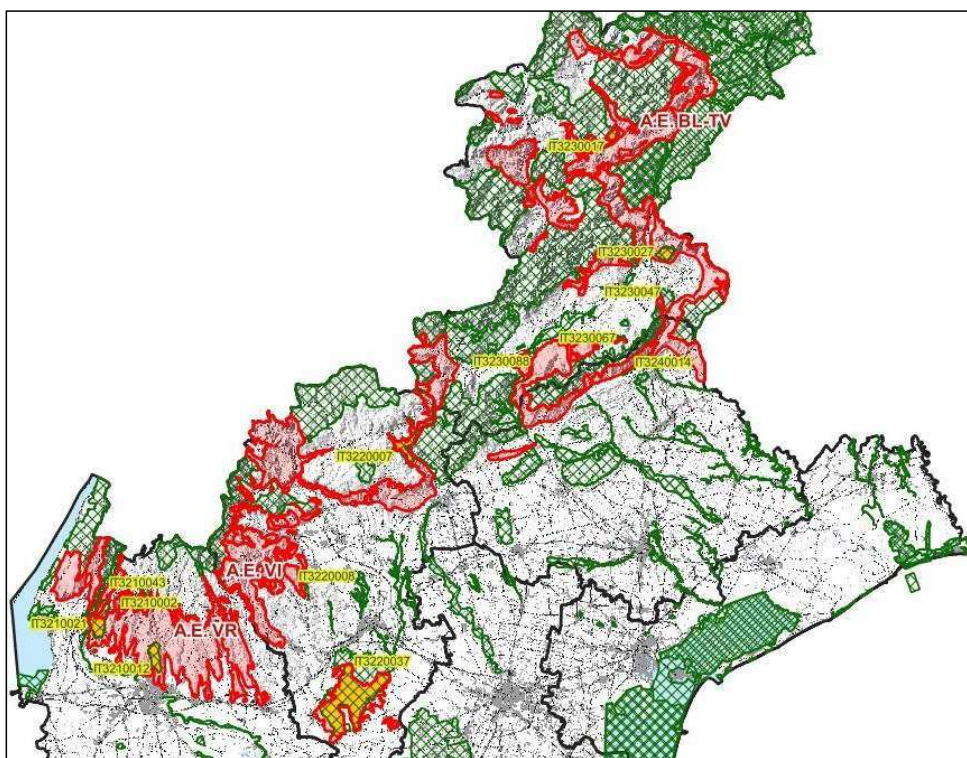 A.E. BL-TV
IT3230017
IT3230027
IT3230047
IT3230067
IT3230088
IT3240014
IT3220007
A.E. VI
IT3220008
IT3210043
IT3210002
IT3210021
A.E. VR
IT3220037
IT3210012